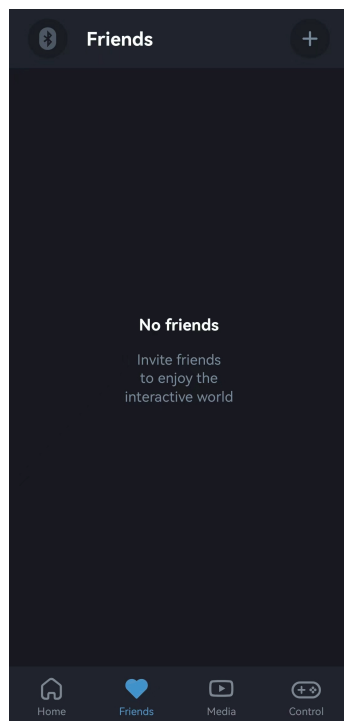 Friends
No friends
Invite friends
to enjoy the
interactive world
Home
Friends
Media
Control